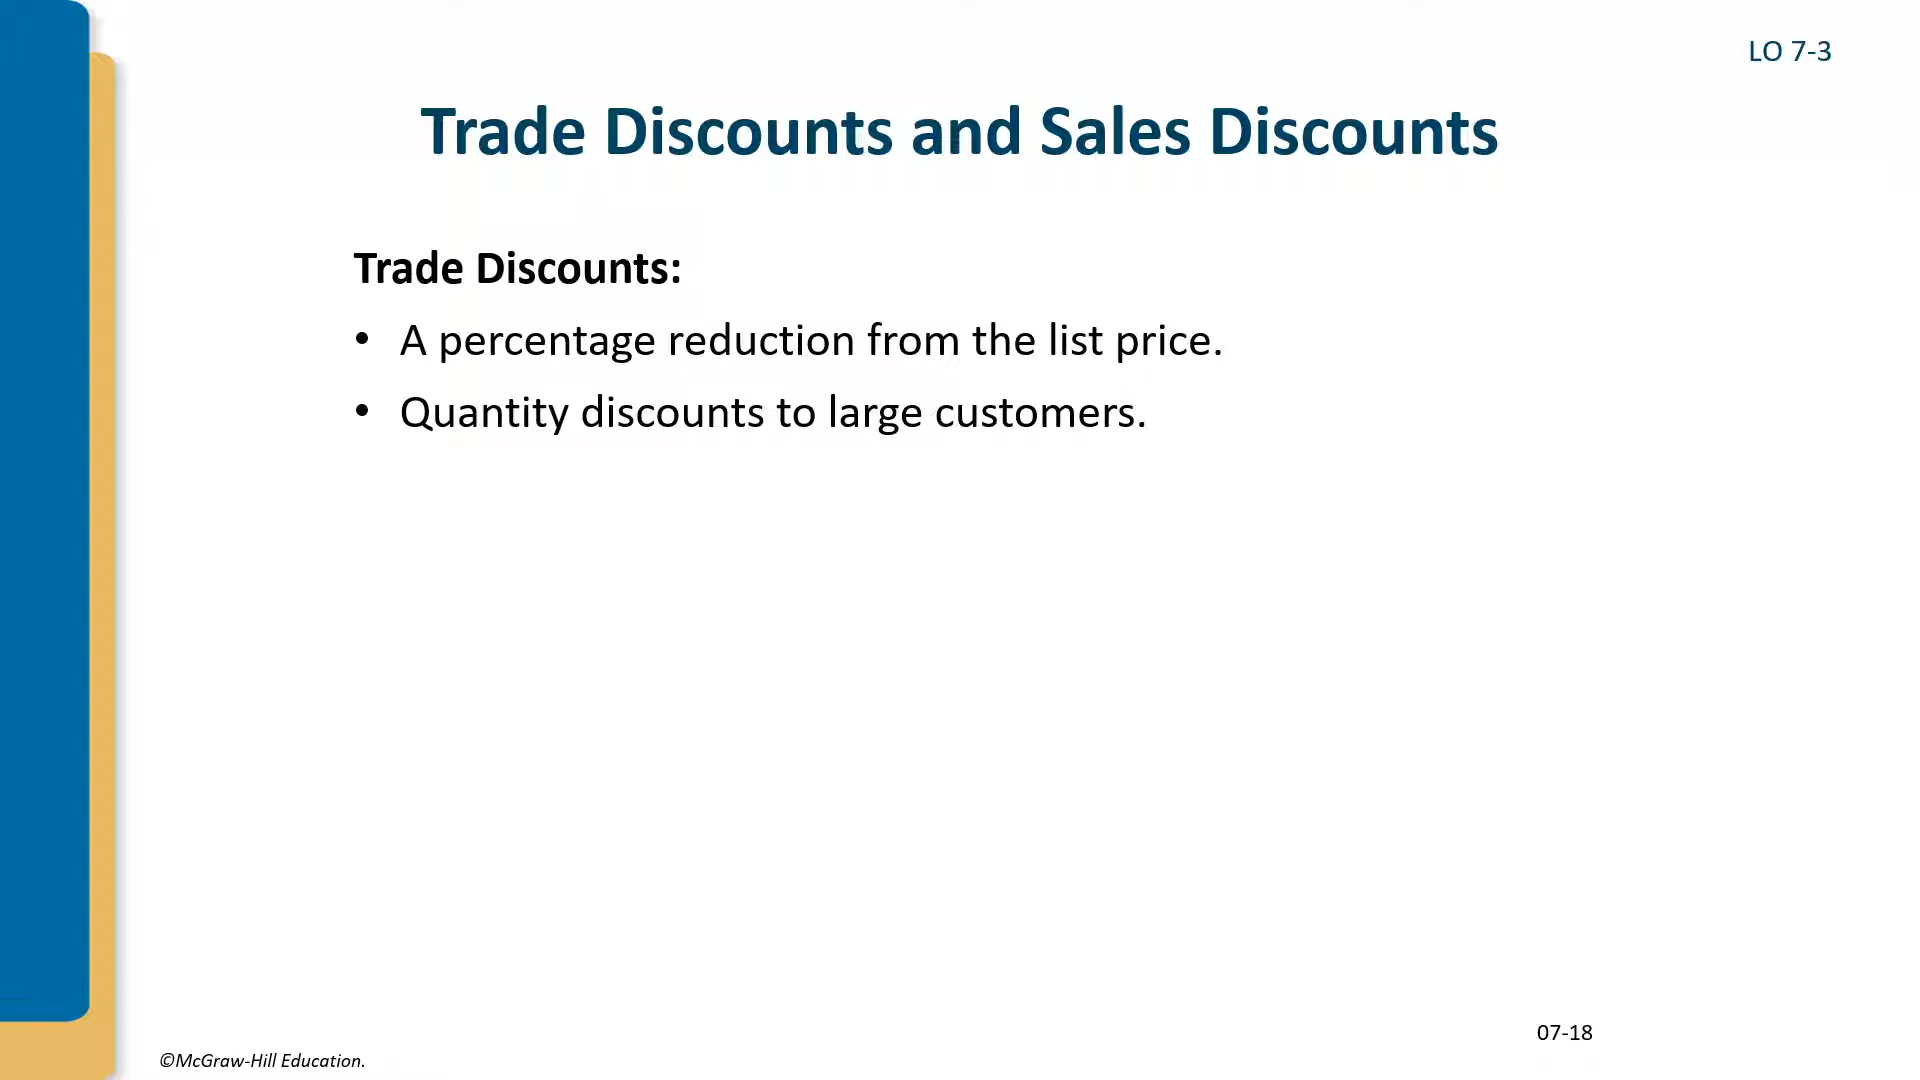 LO 7-3
Trade Discounts and Sales Discounts
Trade Discounts:
• A percentage reduction from the list price.
• Quantity discounts to large customers.
07-18
©McGraw-Hill Education.